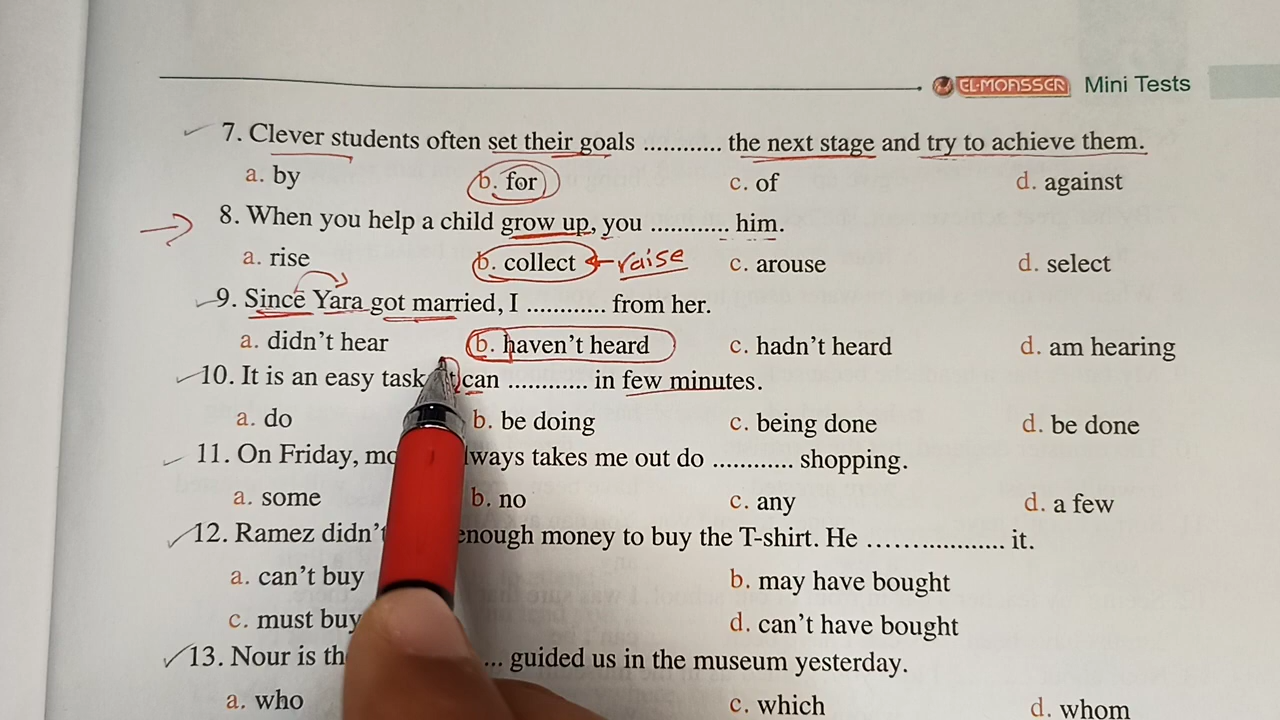 EL-MOASSER Mini Tests
7. Clever students often set their goals ............ the next stage and try to achieve them.
a. by b. for c. of d. against
8. When you help a child grow up, you ............ him.
a. rise b. collect raise c. arouse d. select
9. Since Yara got married, I ............ from her.
a. didn't hear b. haven't heard c. hadn't heard d. am hearing
10. It is an easy task can ............ in few minutes.
a. do b. be doing c. being done d. be done
11. On Friday, always takes me out do ............ shopping.
a. some b. no c. any d. a few
12. Ramez didn't enough money to buy the T-shirt. He .................... it.
a. can't buy b. may have bought
c. must buy d. can't have bought
13. Nour is ... guided us in the museum yesterday.
a. who c. which d. whom